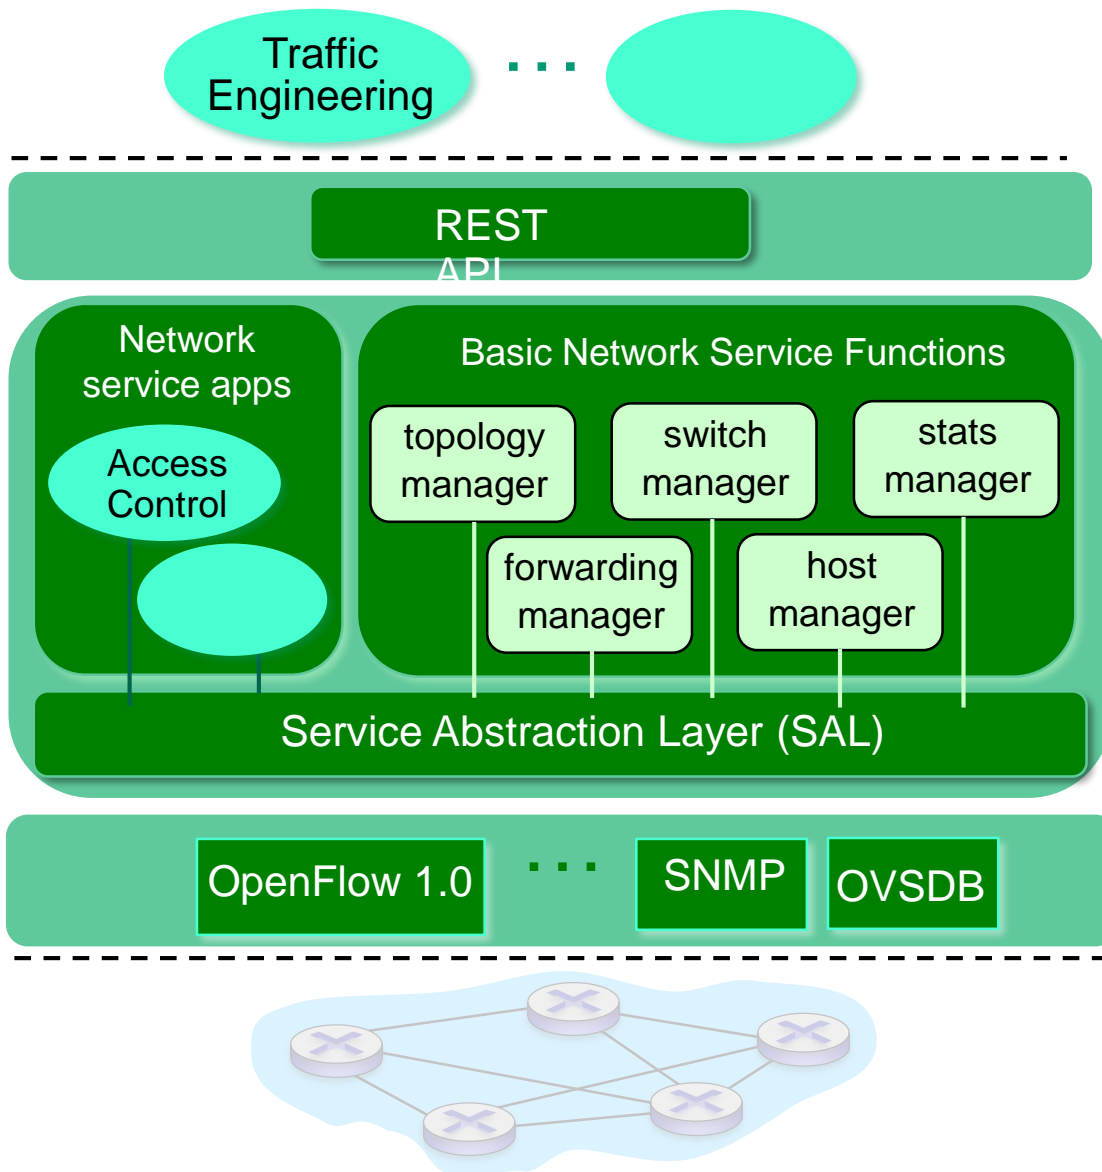 Traffic
Engineering
REST
API
Network
service apps
Basic Network Service Functions
Access
Control
topology
manager
switch
manager
stats
manager
forwarding
manager
host
manager
Service Abstraction Layer (SAL)
OpenFlow 1.0
SNMP
OVSDB